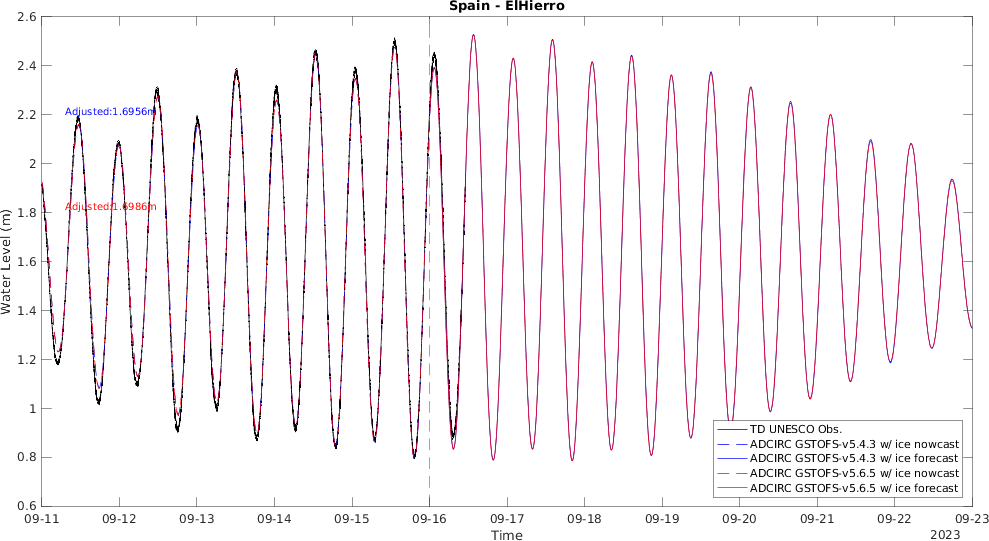 Spain - ElHierro
2.6
2.4
2.2
2
1.8
1.6
1.4
1.2
1
0.8
0.6
Water Level (m)
Adjusted:1.6956m
Adjusted:1.6986m
TD UNESCO Obs.
ADCIRC GSTOFS-v5.4.3 w/ ice nowcast
ADCIRC GSTOFS-v5.4.3 w/ ice forecast
ADCIRC GSTOFS-v5.6.5 w/ ice nowcast
ADCIRC GSTOFS-v5.6.5 w/ ice forecast
09-11 09-12 09-13 09-14 09-15 09-16 09-17 09-18 09-19 09-20 09-21 09-22 09-23
Time
2023